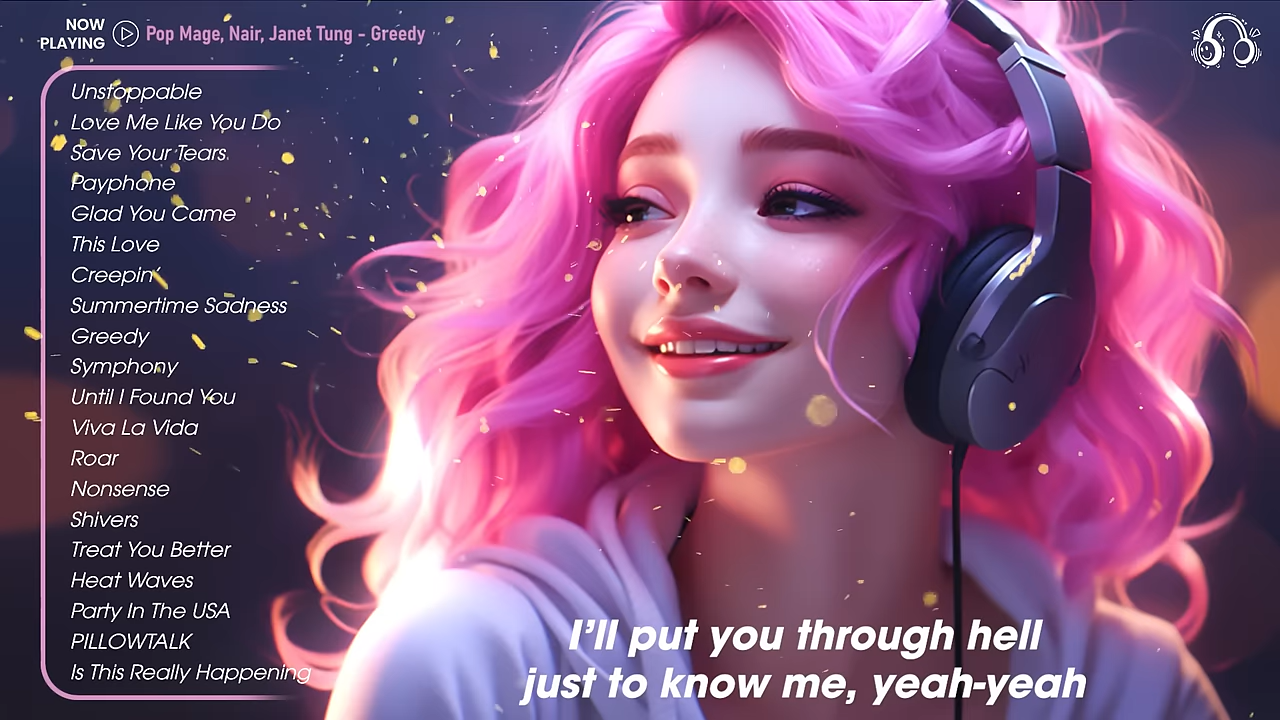 NOW
PLAYING
Pop Mage, Nair, Janet Tung - Greedy
Unstoppable
Love Me Like You Do
Save Your Tears
Payphone
Glad You Came
This Love
Creepin'
Summertime Sadness
Greedy
Symphony
Until I Found You
Viva La Vida
Roar
Nonsense
Shivers
Treat You Better
Heat Waves
Party In The USA
PILLOWTALK
Is This Really Happening
I'll put you through hell
just to know me, yeah-yeah